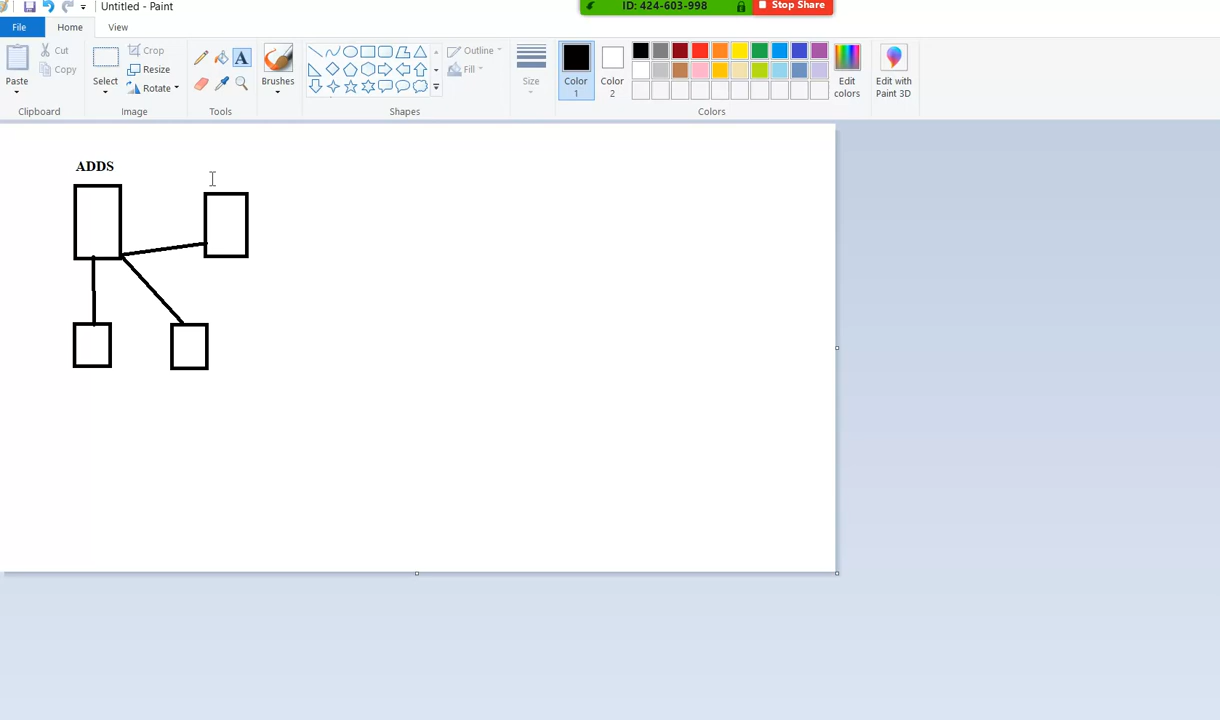 Untitled - Paint
ID: 424-603-998
Stop Share
File
Home
View
Paste
Cut
Copy
Clipboard
Select
Crop
Resize
Rotate
Image
A
Tools
Brushes
Outline
Fill
Shapes
Size
Color
1
Color
2
Edit
colors
Colors
Edit with
Paint 3D
ADDS